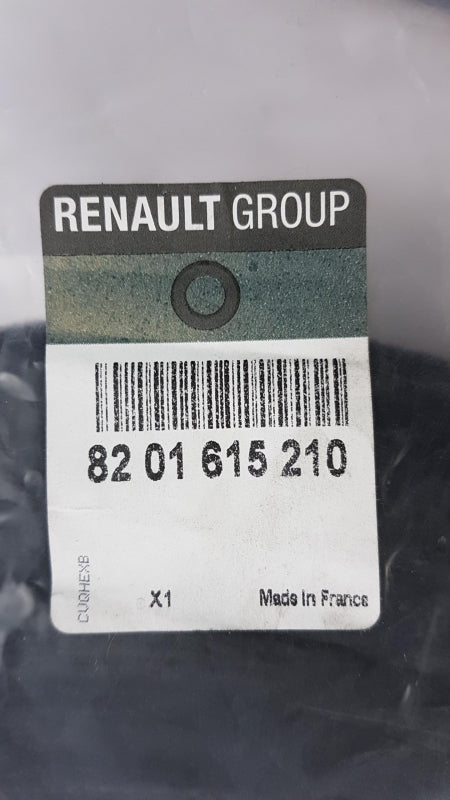 RENAULT GROUP
82 01 615 210
CUQHEXB
X1
Made In France